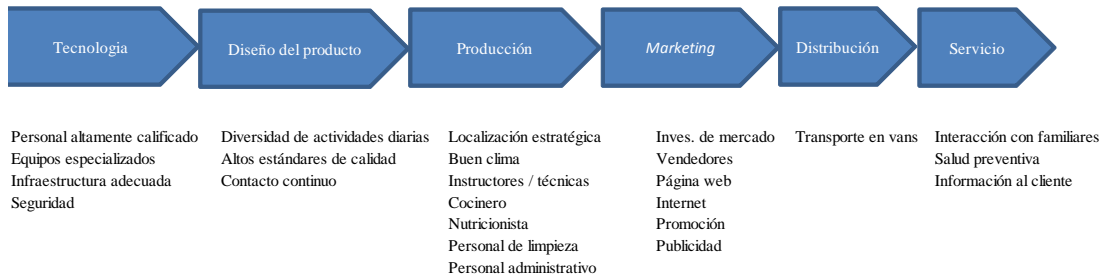 Tecnologia
Diseño del producto
Producción
Marketing
Distribución
Servicio
Personal altamente calificado
Equipos especializados
Infraestructura adecuada
Seguridad
Diversidad de actividades diarias
Altos estándares de calidad
Contacto continuo
Localización estratégica
Buen clima
Instructores / técnicas
Cocinero
Nutricionista
Personal de limpieza
Personal administrativo
Inves. de mercado
Vendedores
Página web
Internet
Promoción
Publicidad
Transporte en vans
Interacción con familiares
Salud preventiva
Información al cliente